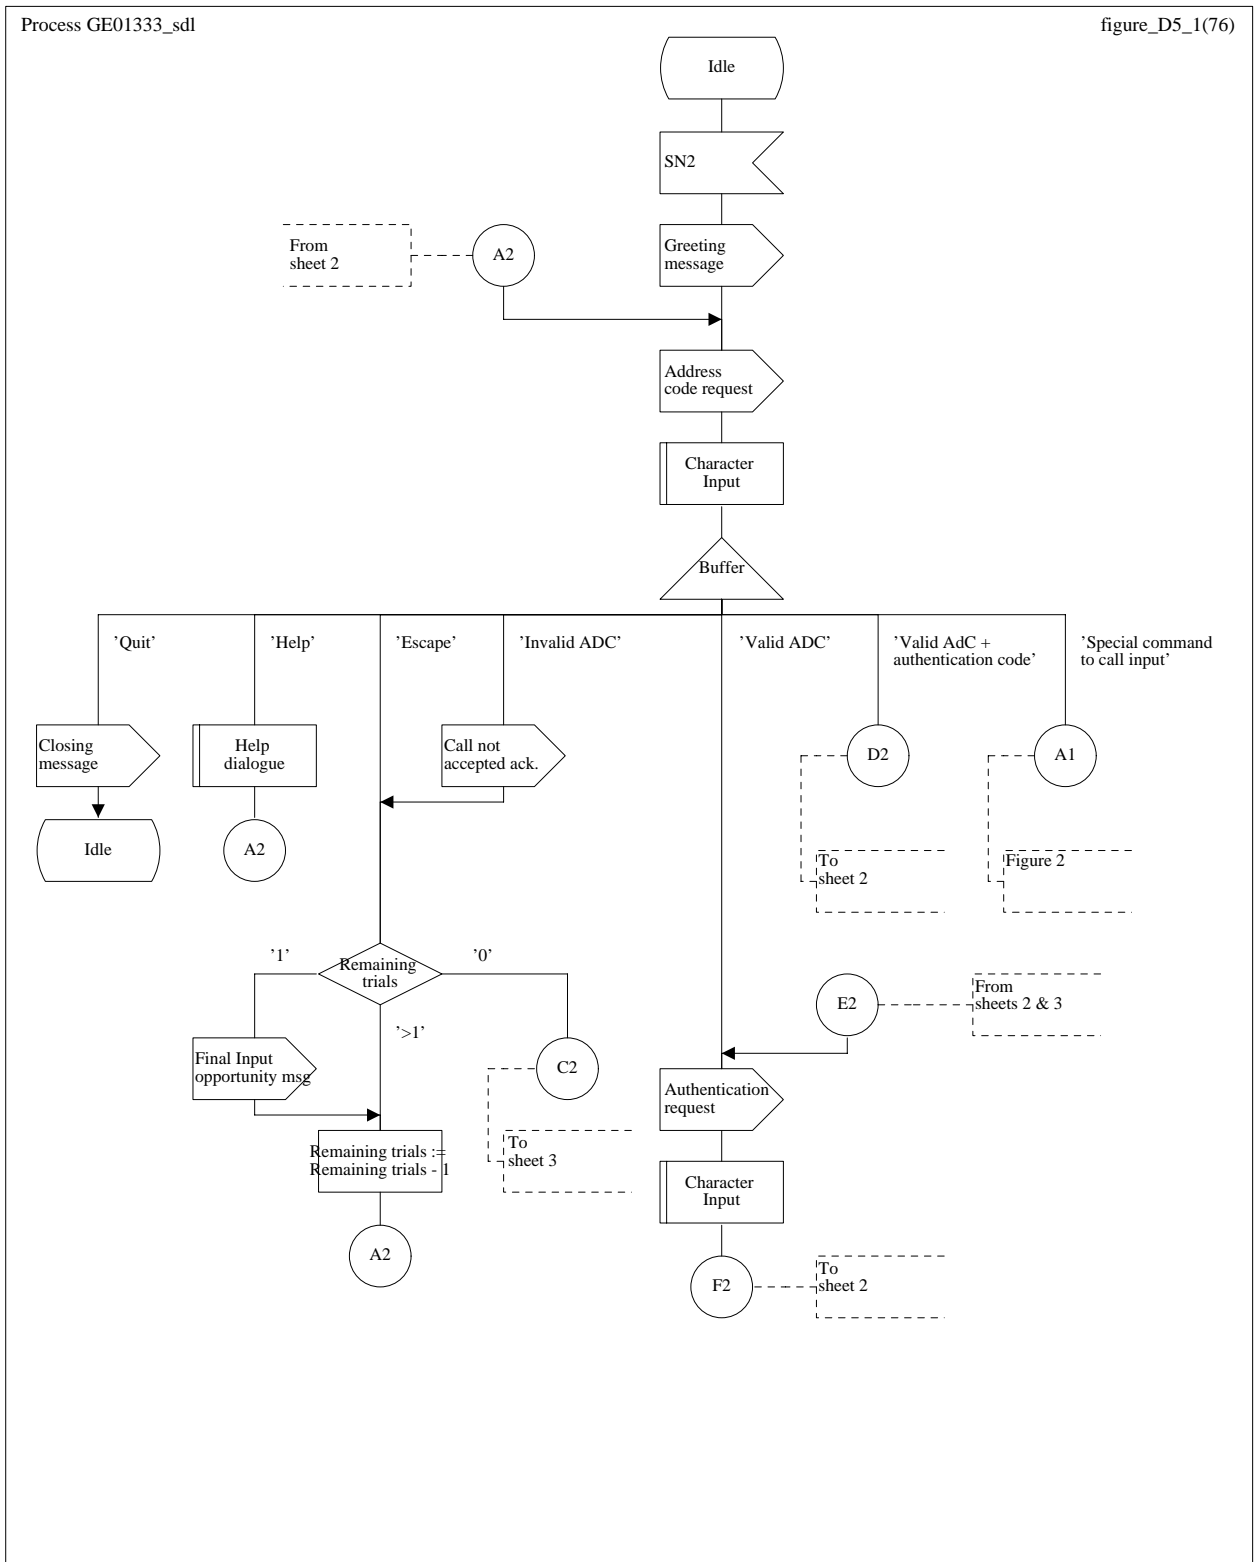 Process GE01333_sdl
figure_D5_1(76)
Idle
SN2
From
sheet 2
A2
Greeting
message
Address
code request
Character
Input
Buffer
’Quit’
’Help’
’Escape’
’Invalid ADC’
’Valid ADC’
’Valid AdC +
authentication code’
’Special command
to call input’
Closing
message
Help
dialogue
Call not
accepted ack.
D2
A1
Idle
A2
To
sheet 2
Figure 2
’1’
Remaining
trials
’0’
’>1’
E2
From
sheets 2 & 3
Final Input
opportunity msg
C2
Authentication
request
Remaining trials :=
Remaining trials - 1
To
sheet 3
Character
Input
A2
F2
To
sheet 2